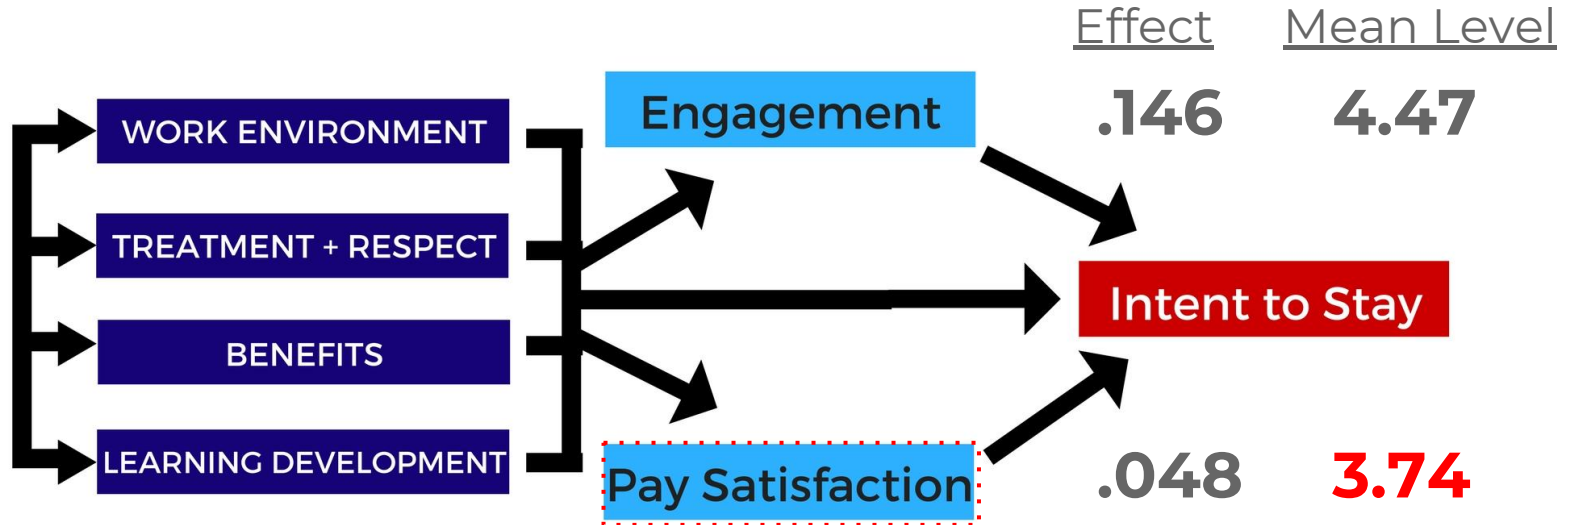 Effect Mean Level
WORK ENVIRONMENT
Engagement
.146 4.47
TREATMENT + RESPECT
Intent to Stay
BENEFITS
LEARNING DEVELOPMENT
Pay Satisfaction
.048 3.74